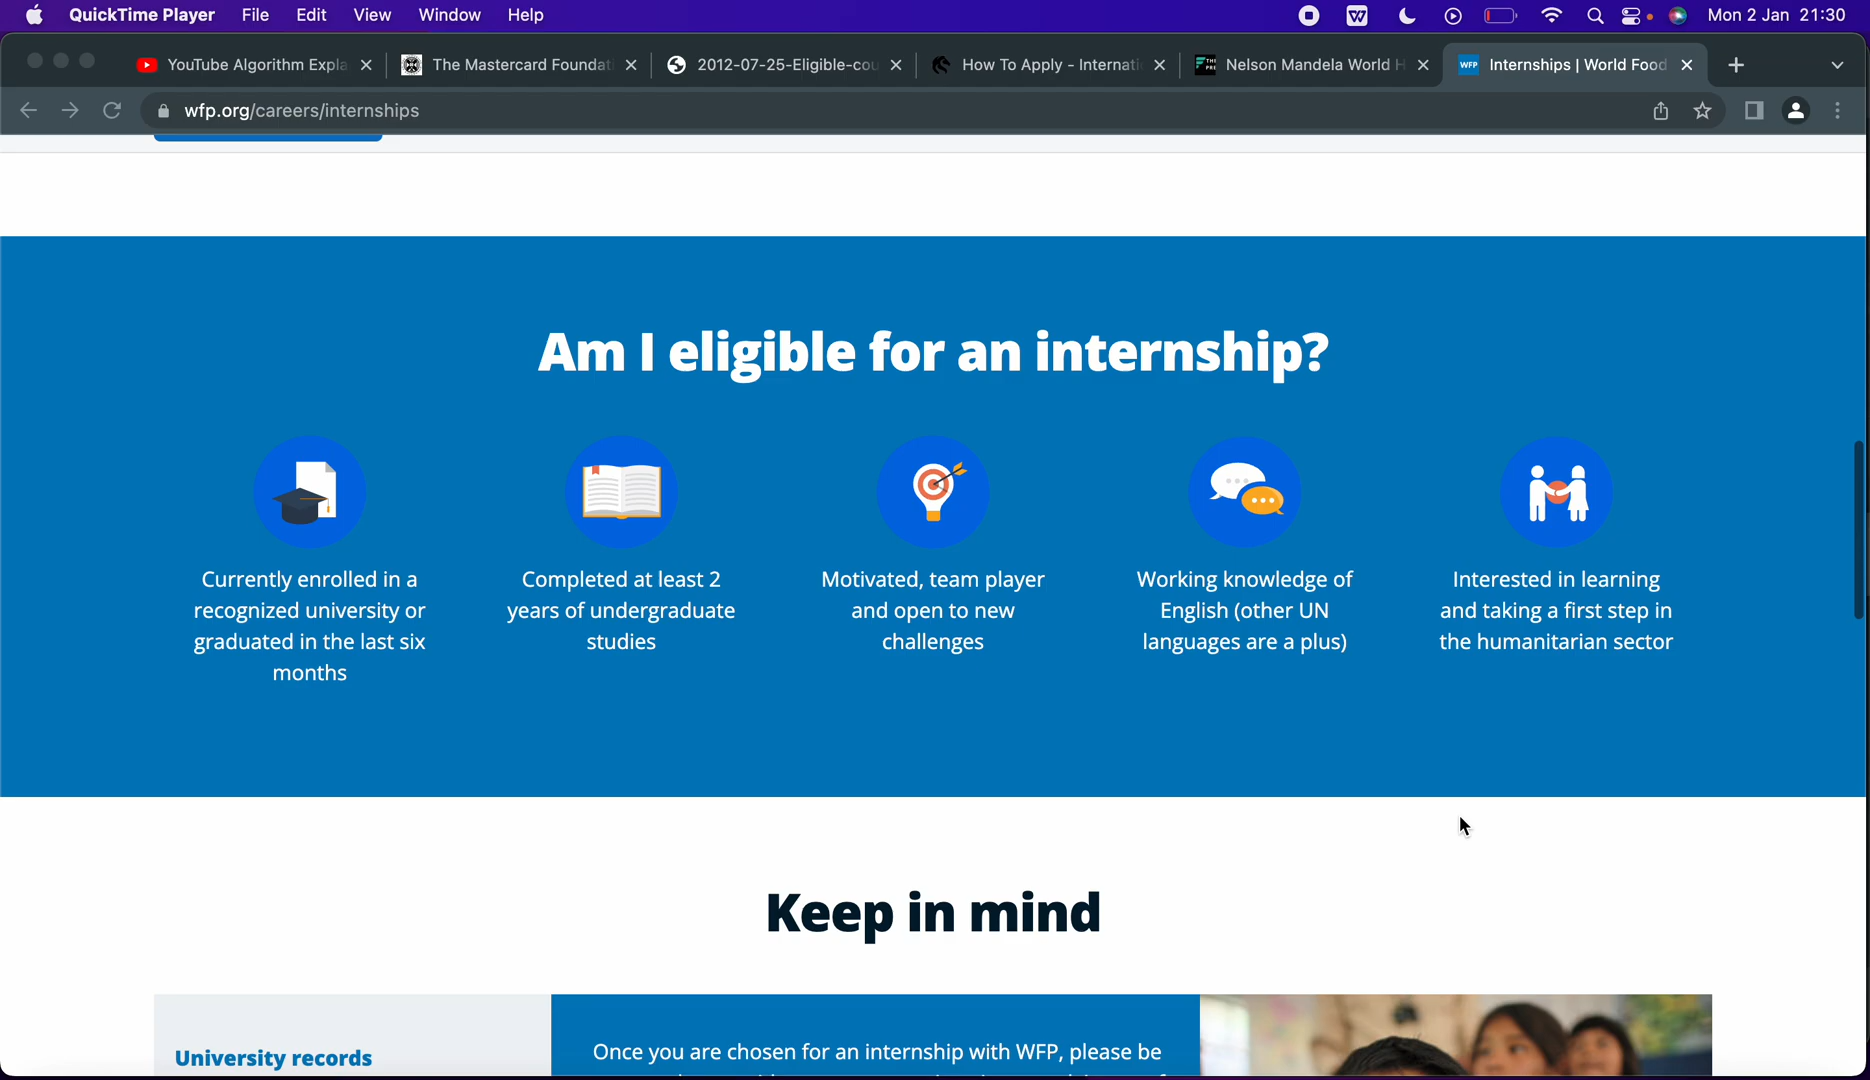 QuickTime Player File Edit View Window Help Mon 2 Jan 21:30
YouTube Algorithm Expla The Mastercard Foundat 2012-07-25-Eligible-cou How To Apply - Internati Nelson Mandela World H WFP Internships | World Food
wfp.org/careers/internships
Am I eligible for an internship?
Currently enrolled in a
recognized university or
graduated in the last six
months
Completed at least 2
years of undergraduate
studies
Motivated, team player
and open to new
challenges
Working knowledge of
English (other UN
languages are a plus)
Interested in learning
and taking a first step in
the humanitarian sector
Keep in mind
University records
Once you are chosen for an internship with WFP, please be